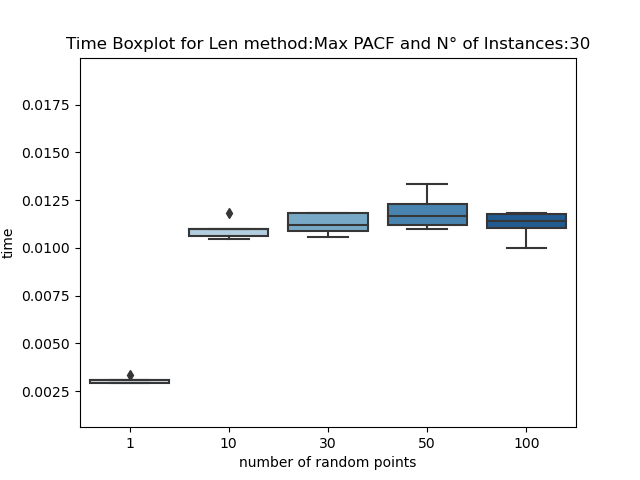 Time Boxplot for Len method:Max PACF and N° of Instances:30
0.0175
0.0150
0.0125
0.0100
0.0075
0.0050
0.0025
time
1 10 30 50 100
number of random points